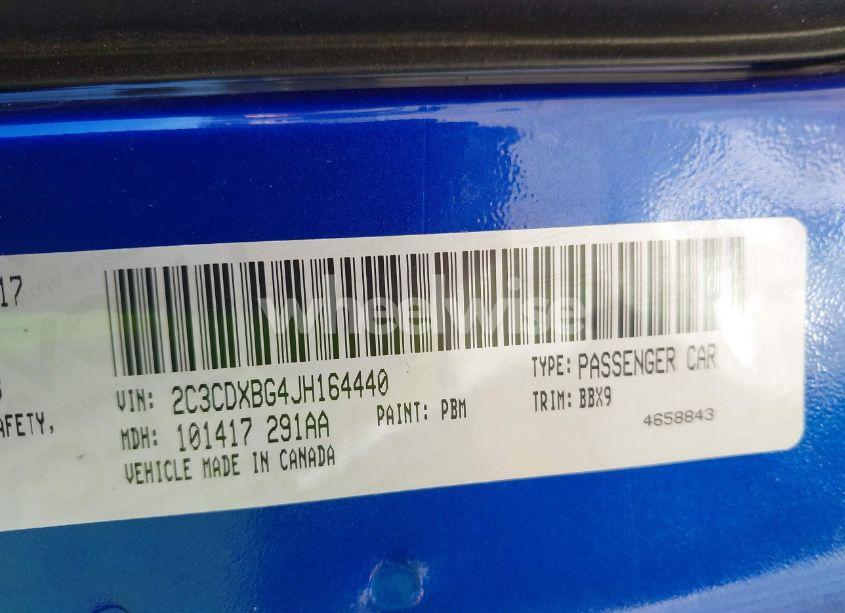 17
wheelwise
VIN: 2C3CDXBG4JH164440
TYPE: PASSENGER CAR
AFETY,
MDH: 101417 291AA
PAINT: PBM
TRIM: BBX9
4658843
VEHICLE MADE IN CANADA